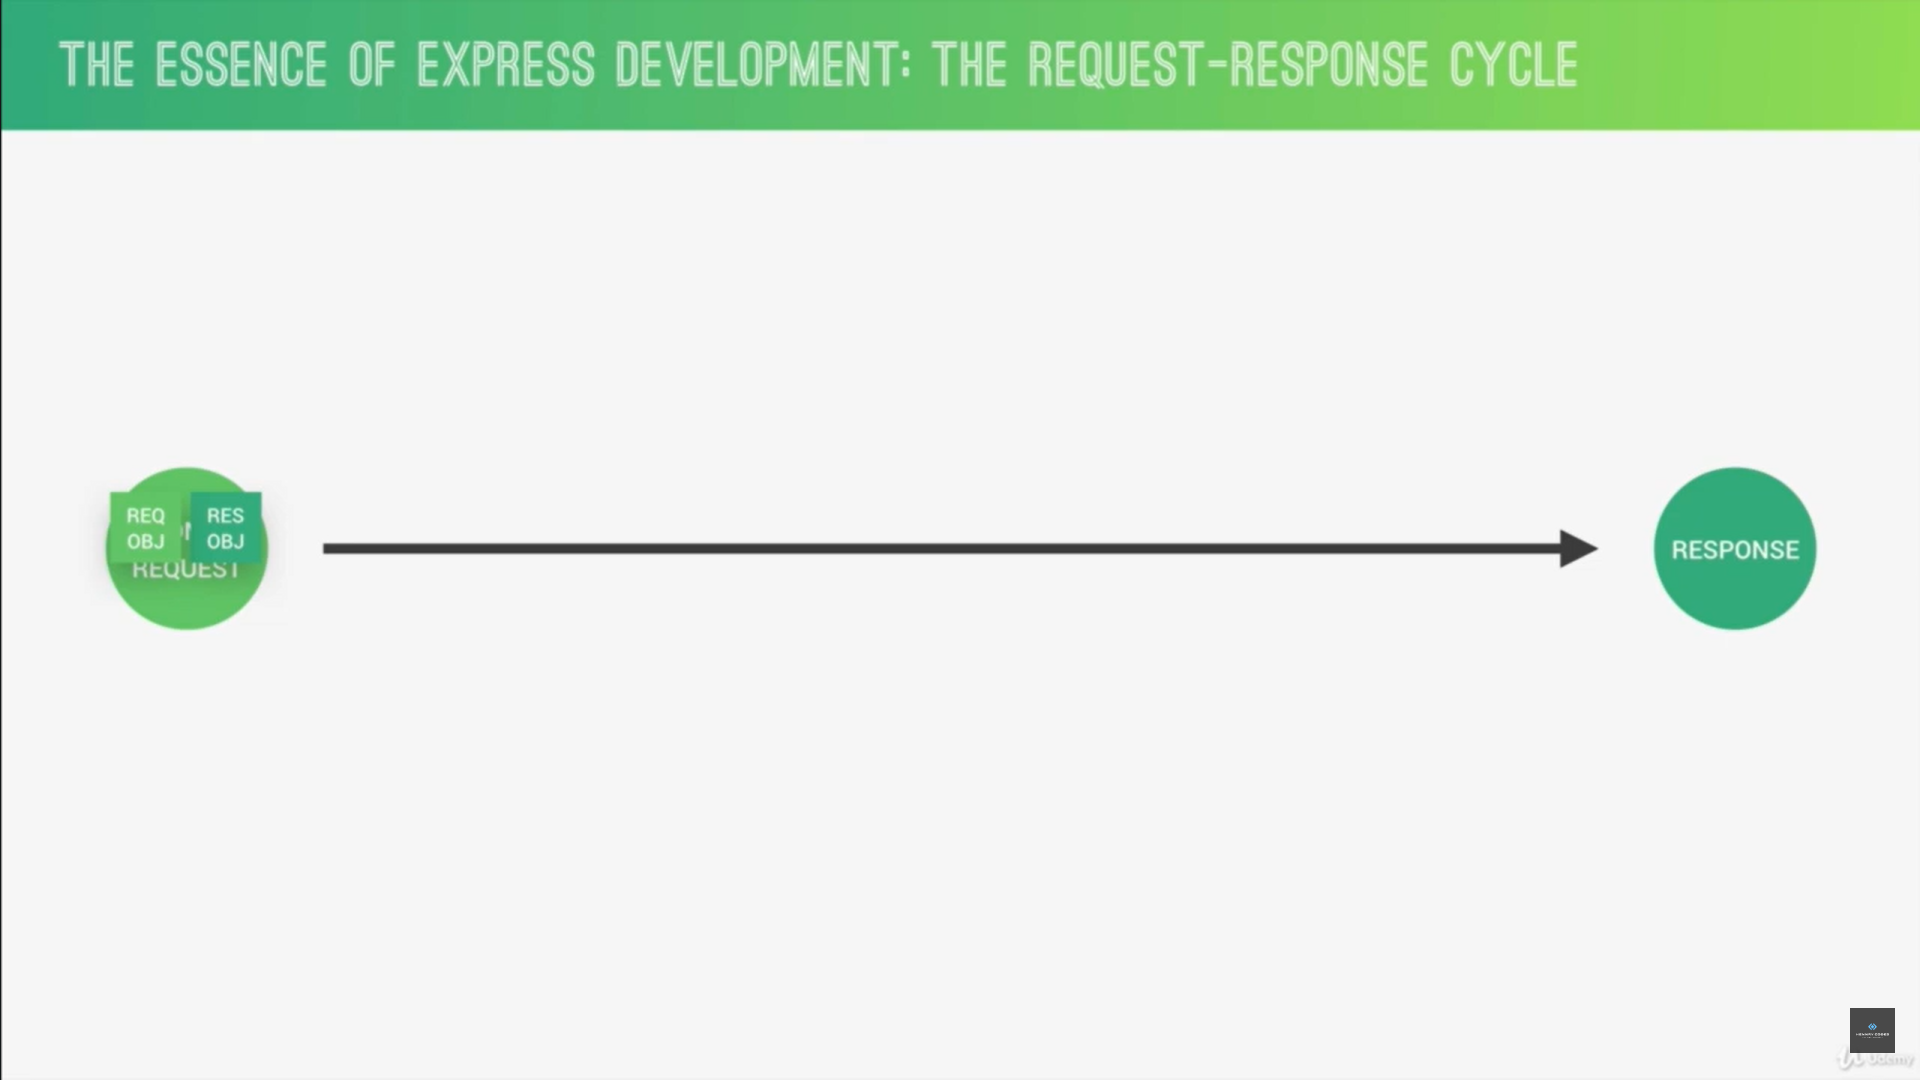 THE ESSENCE OF EXPRESS DEVELOPMENT: THE REQUEST-RESPONSE CYCLE
REQ
OBJ
RES
OBJ
REQUEST
RESPONSE
Udemy